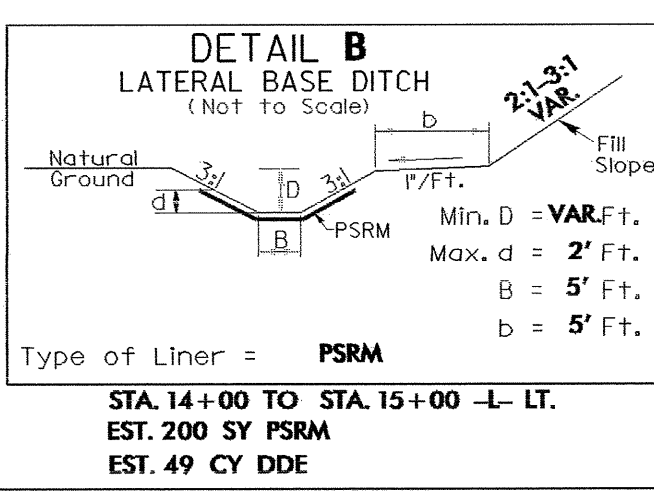 DETAIL B
LATERAL BASE DITCH
(Not to Scale)
2:1-3:1
VAR.
b
Natural
Ground
3:1
D
3:1
1"/Ft.
Fill
Slope
d
B
PSRM
Min. D = VAR. Ft.
Max. d = 2' Ft.
B = 5' Ft.
b = 5' Ft.
Type of Liner = PSRM
STA. 14+00 TO STA. 15+00 -L- LT.
EST. 200 SY PSRM
EST. 49 CY DDE